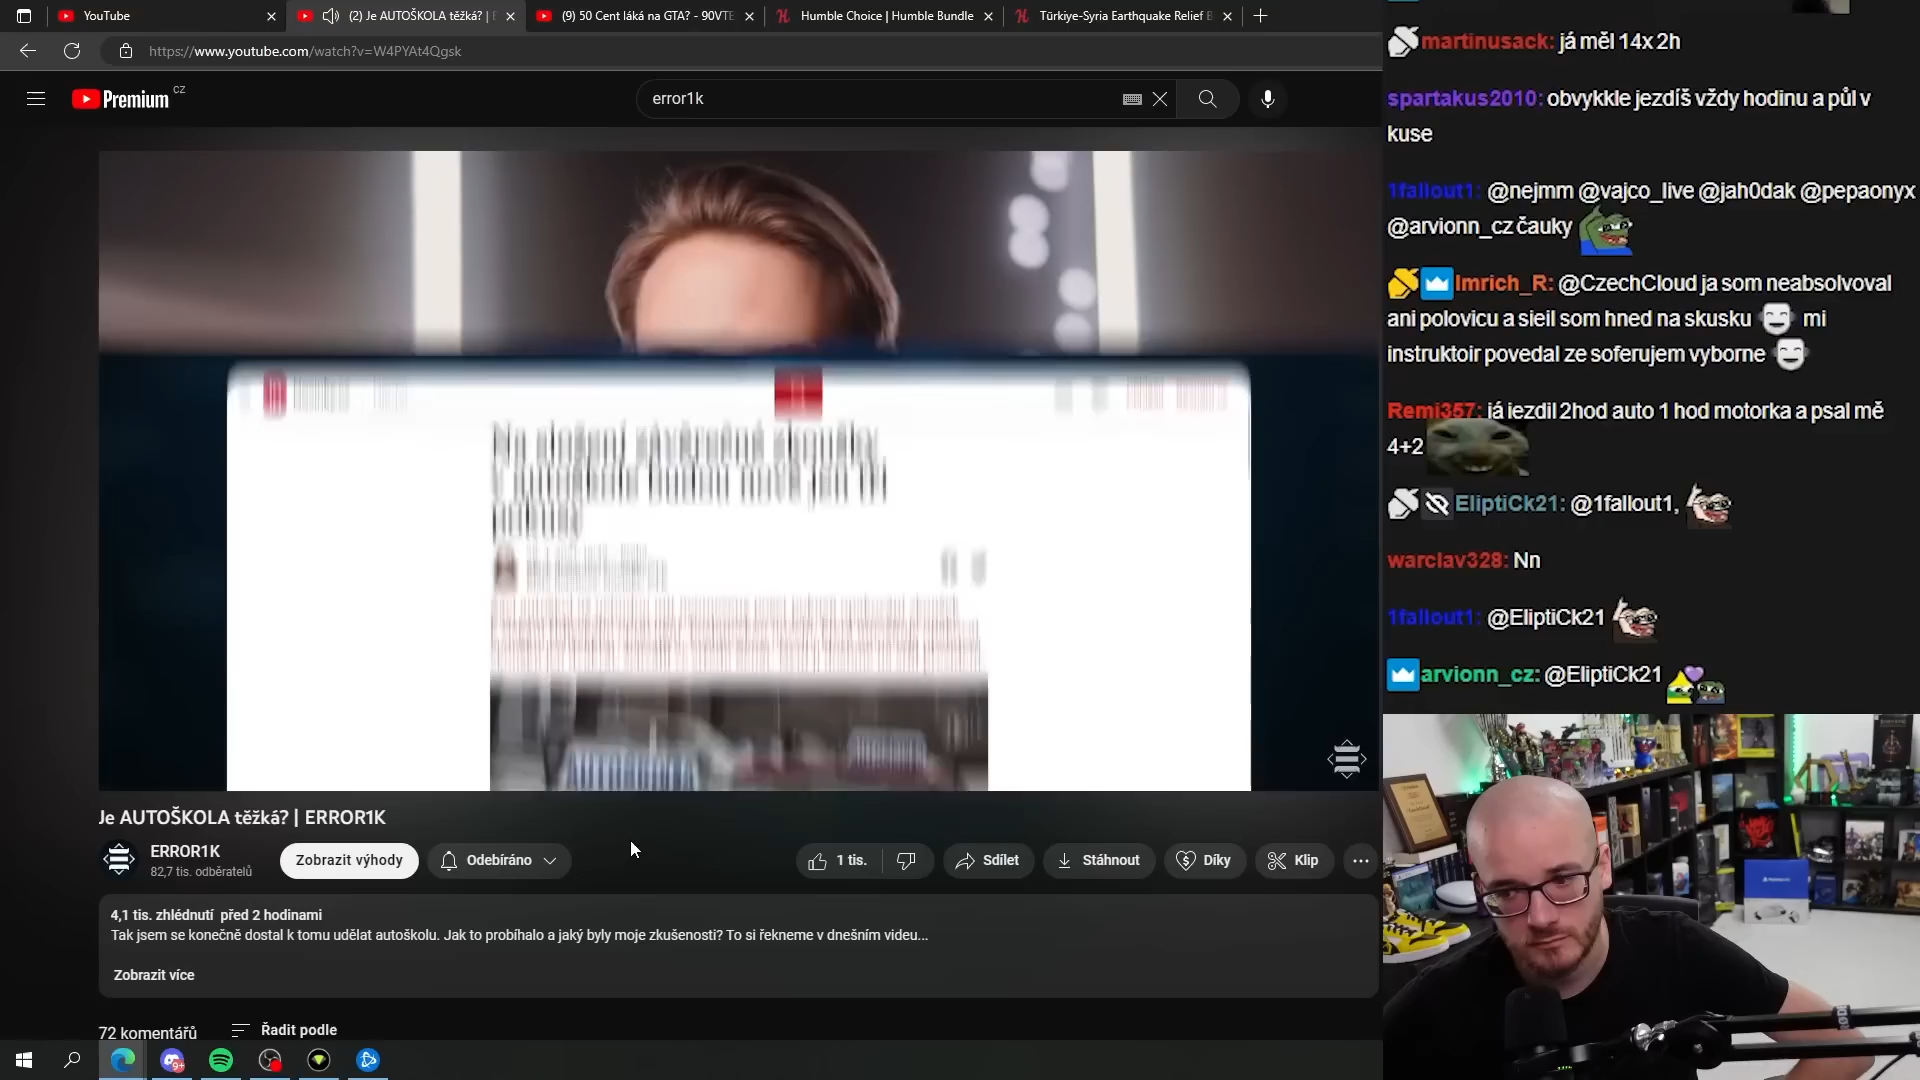 YouTube
(2) Je AUTOŠKOLA těžká? | E
(9) 50 Cent láká na GTA? - 90VTE
Humble Choice | Humble Bundle
Türkiye-Syria Earthquake Relief B
https://www.youtube.com/watch?v=W4PYAt4Qgsk
Premium CZ
error1k
Je AUTOŠKOLA těžká? | ERROR1K
ERROR1K
82,7 tis. odběratelů
Zobrazit výhody
Odebíráno
1 tis.
Sdílet
Stáhnout
Díky
Klip
4,1 tis. zhlédnutí před 2 hodinami
Tak jsem se konečně dostal k tomu udělat autoškolu. Jak to probíhalo a jaký byly moje zkušenosti? To si řekneme v dnešním videu...
Zobrazit více
72 komentářů
Řadit podle
9+
martinusack: já měl 14x 2h
spartakus2010: obvykkle jezdíš vždy hodinu a půl v
kuse
1fallout1: @nejmm @vajco_live @jah0dak @pepaonyx
@arvionn_cz čauky
Imrich_R: @CzechCloud ja som neabsolvoval
ani polovicu a sieil som hned na skusku mi
instruktoir povedal ze soferujem vyborne
Remi357: já jezdil 2hod auto 1 hod motorka a psal mě
4+2
EliptiCk21: @1fallout1,
warclav328: Nn
1fallout1: @EliptiCk21
arvionn_cz: @EliptiCk21